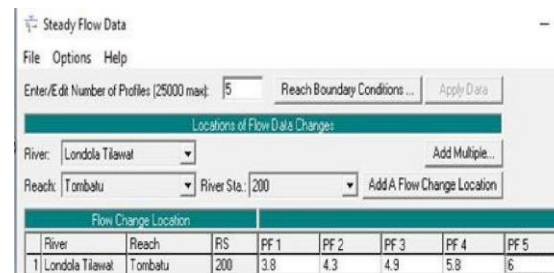 Steady Flow Data
File Options Help
Enter/Edit Number of Profiles (25000 max): 5 Reach Boundary Conditions ... Apply Data
Locations of Flow Data Changes
River: Londola Tilawat Add Multiple...
Reach: Tombatu River Sta.: 200 Add A Flow Change Location
Flow Change Location
River Reach RS PF 1 PF 2 PF 3 PF 4 PF 5
1 Londola Tilawat Tombatu 200 3.8 4.3 4.9 5.8 6